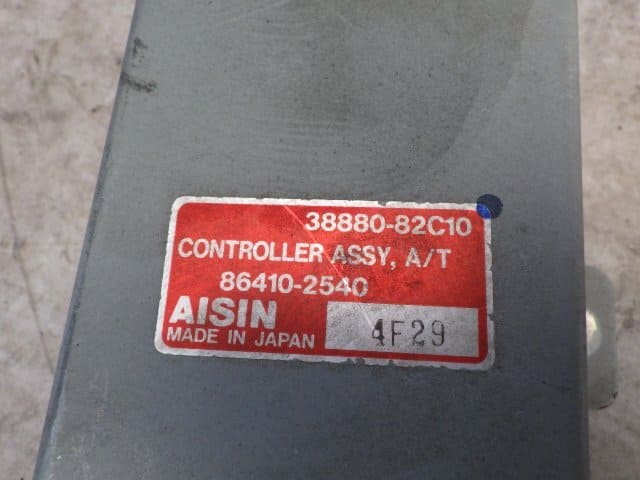 38880-82C10
CONTROLLER ASSY, A/T
86410-2540
AISIN
MADE IN JAPAN
4F29